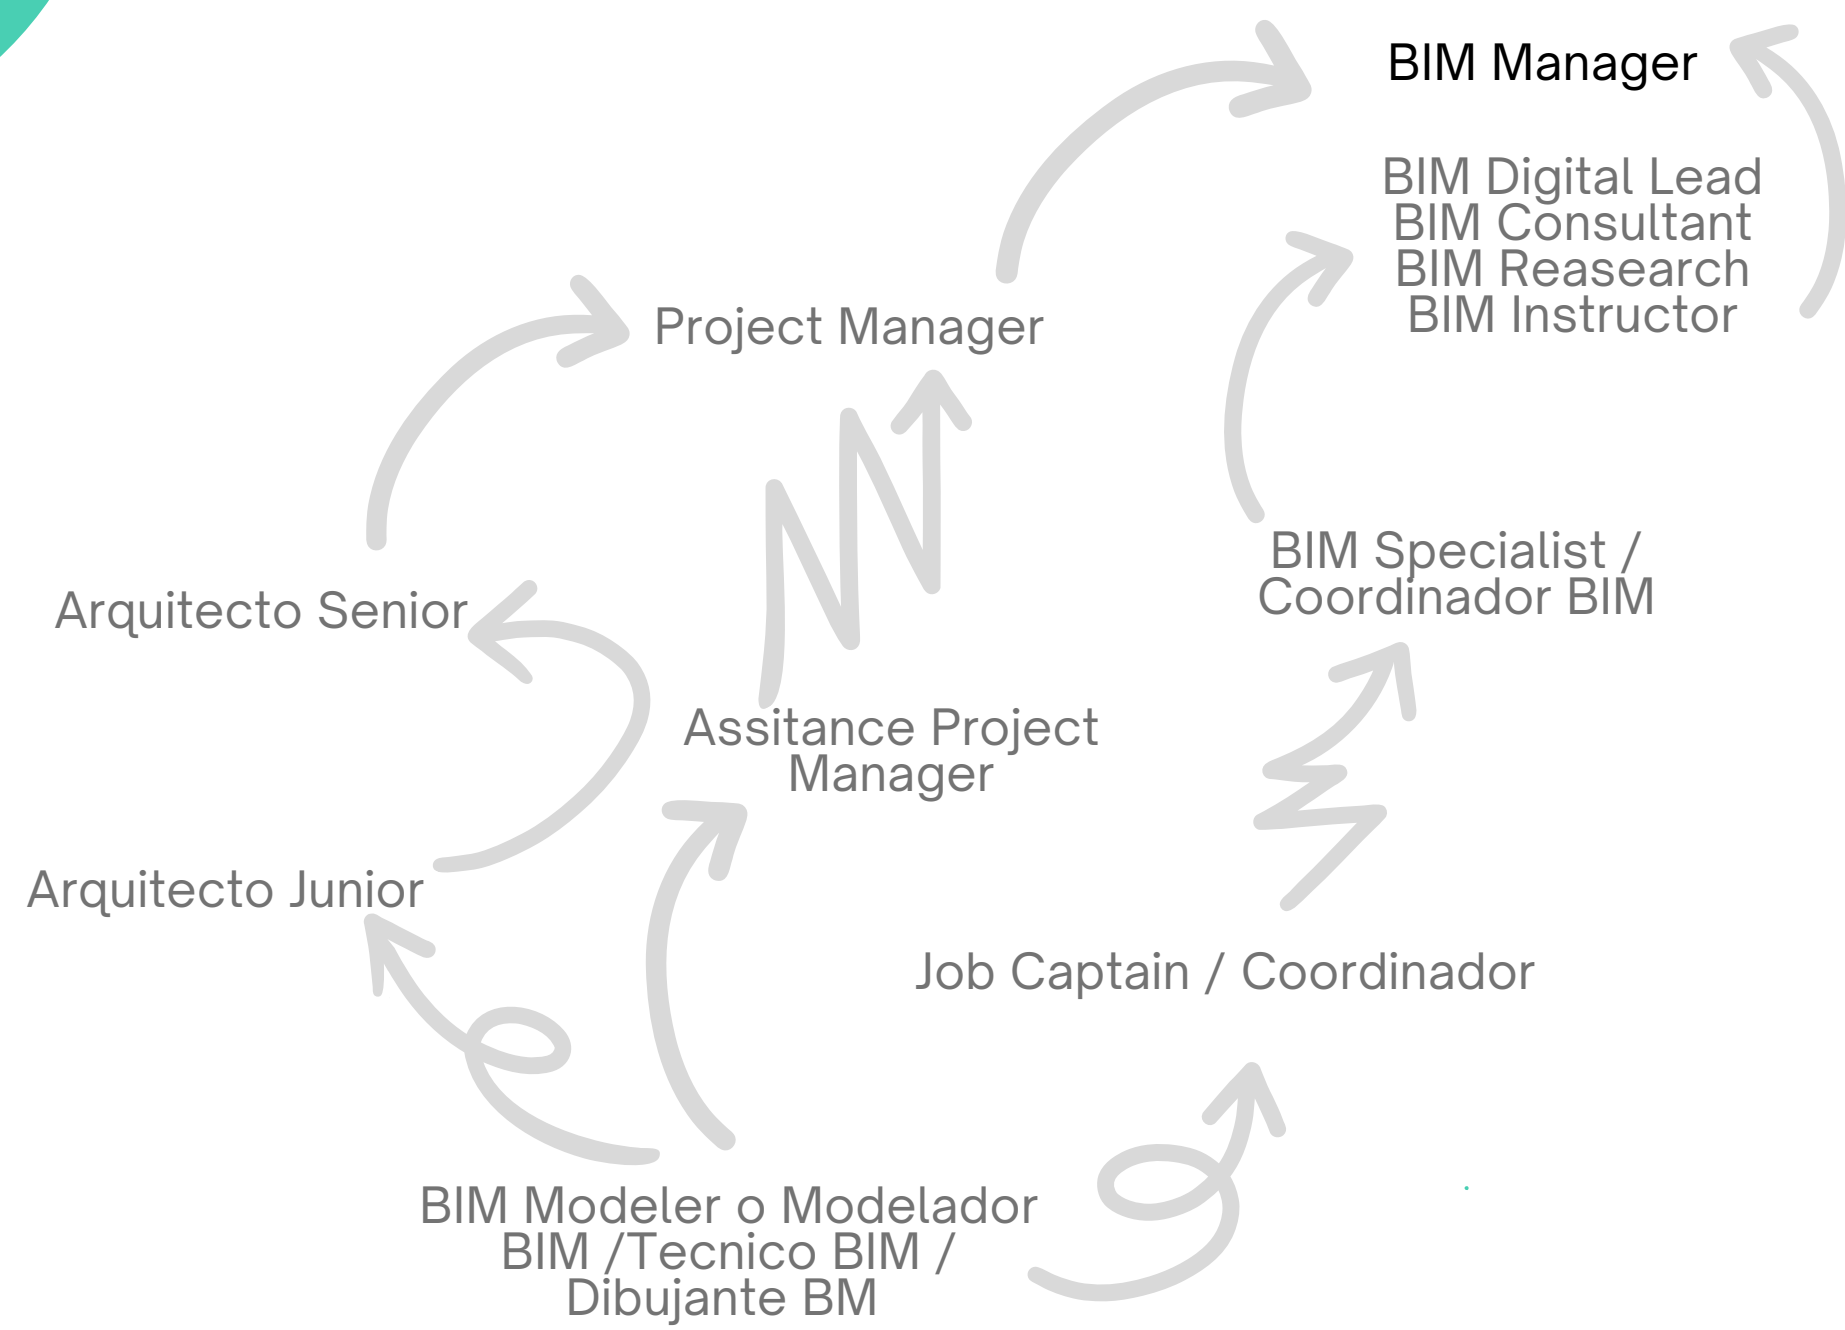 BIM Manager
BIM Digital Lead
BIM Consultant
BIM Reasearch
BIM Instructor
Project Manager
BIM Specialist /
Coordinador BIM
Arquitecto Senior
Assitance Project
Manager
Arquitecto Junior
Job Captain / Coordinador
BIM Modeler o Modelador
BIM /Tecnico BIM /
Dibujante BM